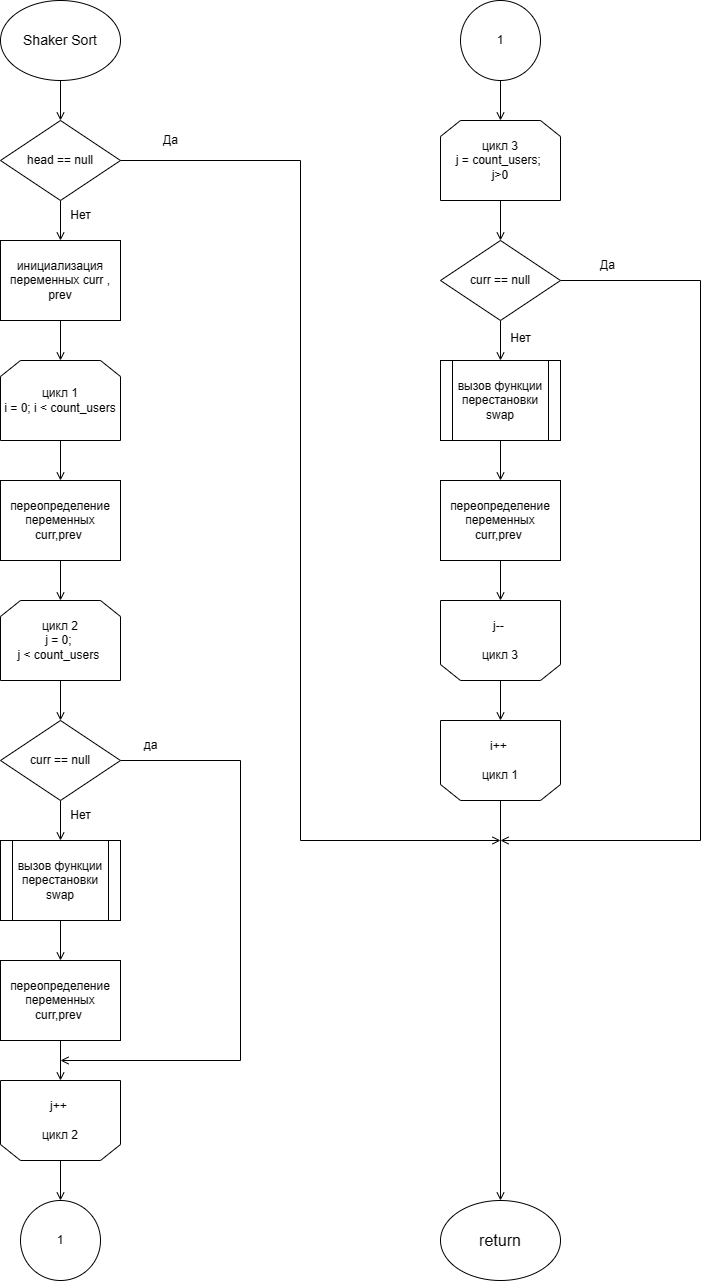 Shaker Sort
head == null
Да
Нет
инициализация
переменных curr ,
prev
цикл 1
i = 0; i < count_users
переопределение
переменных
curr,prev
цикл 2
j = 0;
j < count_users
curr == null
да
Нет
вызов функции
перестановки
swap
переопределение
переменных
curr,prev
j++
цикл 2
1
1
цикл 3
j = count_users;
j>0
curr == null
Да
Нет
вызов функции
перестановки
swap
переопределение
переменных
curr,prev
j--
цикл 3
i++
цикл 1
return